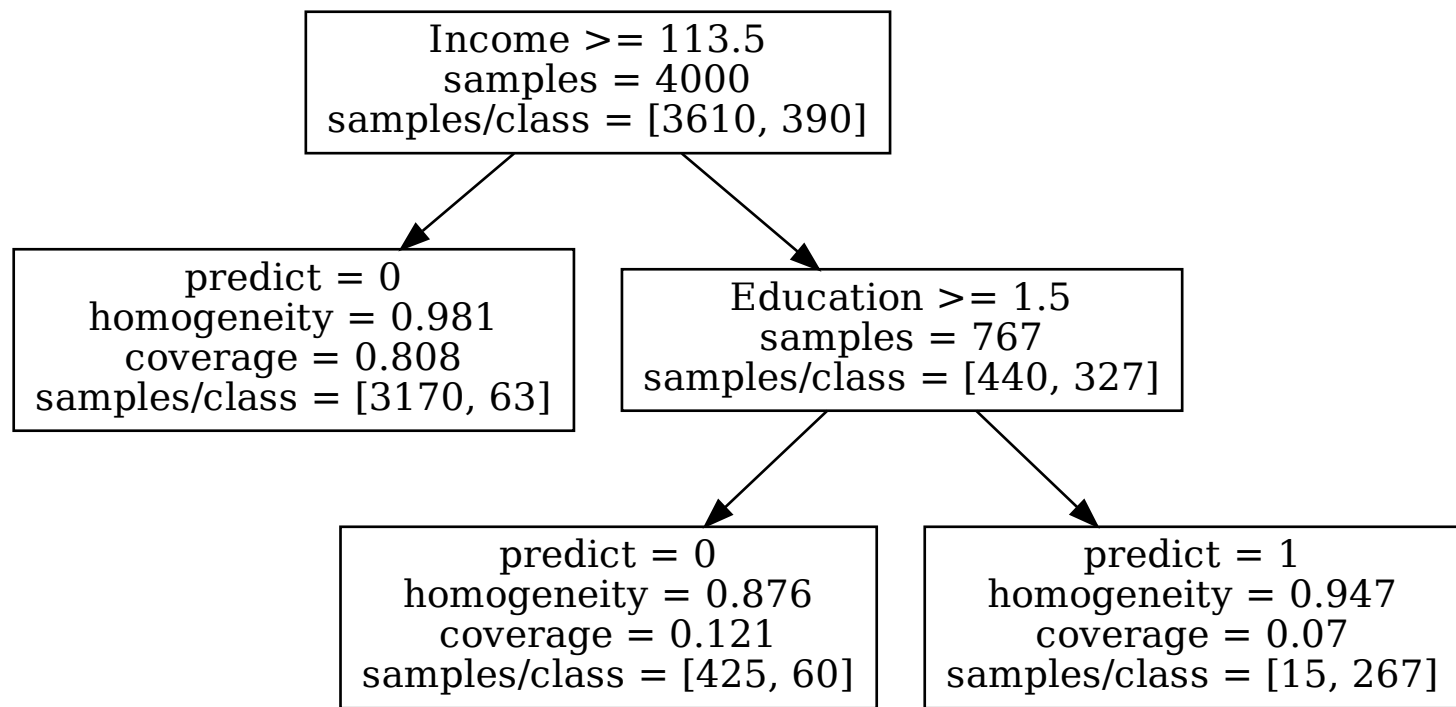 Income >= 113.5
samples = 4000
samples/class = [3610, 390]
predict = 0
homogeneity = 0.981
coverage = 0.808
samples/class = [3170, 63]
Education >= 1.5
samples = 767
samples/class = [440, 327]
predict = 0
homogeneity = 0.876
coverage = 0.121
samples/class = [425, 60]
predict = 1
homogeneity = 0.947
coverage = 0.07
samples/class = [15, 267]